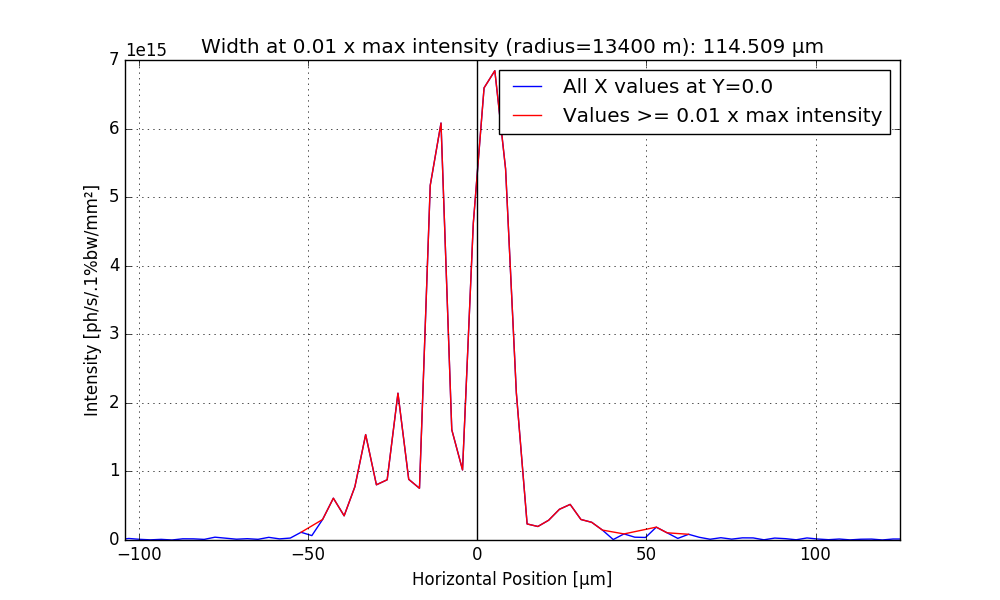 Width at 0.01 x max intensity (radius=13400 m): 114.509 µm
1e15
All X values at Y=0.0
Values >= 0.01 x max intensity
Intensity [ph/s/.1%bw/mm²]
7
6
5
4
3
2
1
0
−100
−50
0
50
100
Horizontal Position [µm]